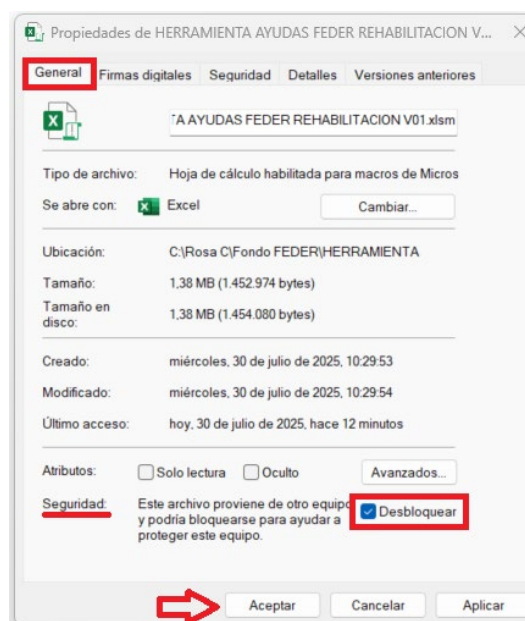 Propiedades de HERRAMIENTA AYUDAS FEDER REHABILITACION V...
General Firmas digitales Seguridad Detalles Versiones anteriores
TA AYUDAS FEDER REHABILITACION V01.xlsm
Tipo de archivo: Hoja de cálculo habilitada para macros de Micros
Se abre con: Excel Cambiar...
Ubicación: C:\Rosa C\Fondo FEDER\HERRAMIENTA
Tamaño: 1,38 MB (1.452.974 bytes)
Tamaño en disco: 1,38 MB (1.454.080 bytes)
Creado: miércoles, 30 de julio de 2025, 10:29:53
Modificado: miércoles, 30 de julio de 2025, 10:29:54
Último acceso: hoy, 30 de julio de 2025, hace 12 minutos
Atributos: Solo lectura Oculto Avanzados...
Seguridad: Este archivo proviene de otro equipo
y podría bloquearse para ayudar a
proteger este equipo.
Desbloquear
Aceptar Cancelar Aplicar